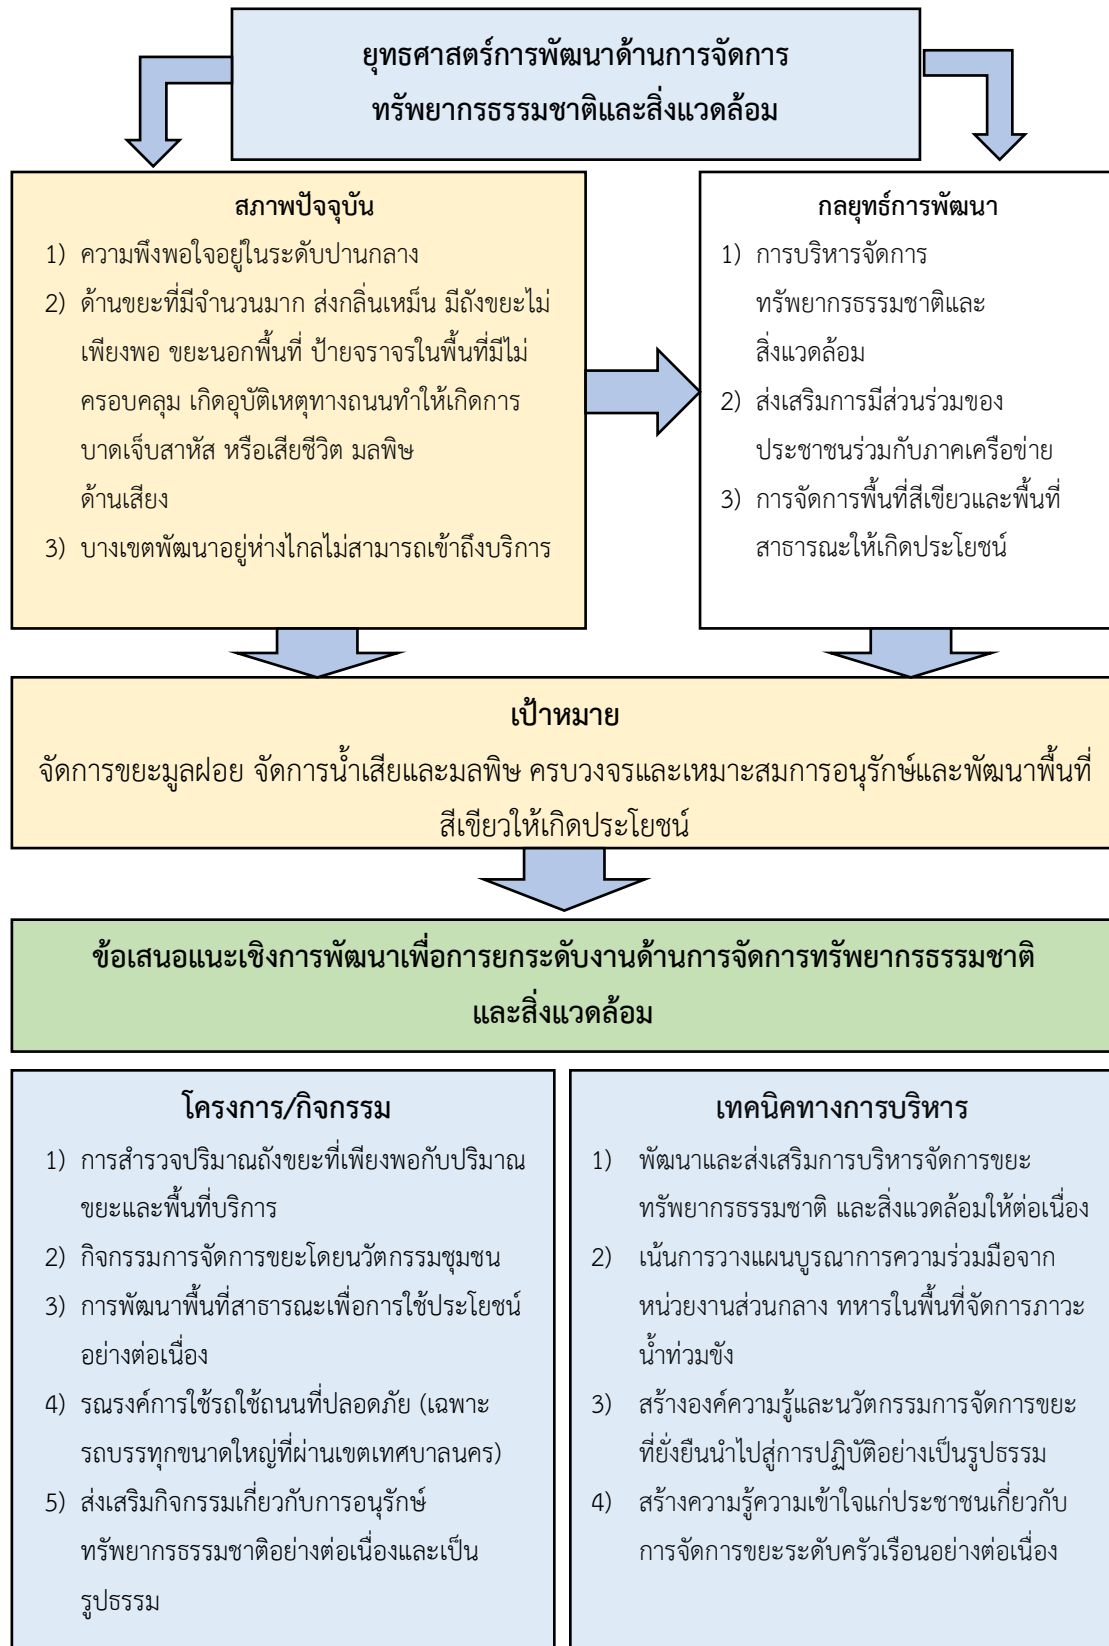 ยุทธศาสตร์การพัฒนาด้านการจัดการ
ทรัพยากรธรรมชาติและสิ่งแวดล้อม
สภาพปัจจุบัน
1) ความพึงพอใจอยู่ในระดับปานกลาง
2) ด้านขยะที่มีจำนวนมาก ส่งกลิ่นเหม็น มีถังขยะไม่
เพียงพอ ขยะนอกพื้นที่ ป้ายจราจรในพื้นที่มีไม่
ครอบคลุม เกิดอุบัติเหตุทางถนนทำให้เกิดการ
บาดเจ็บสาหัส หรือเสียชีวิต มลพิษ
ด้านเสียง
3) บางเขตพัฒนาอยู่ห่างไกลไม่สามารถเข้าถึงบริการ
กลยุทธ์การพัฒนา
1) การบริหารจัดการ
ทรัพยากรธรรมชาติและ
สิ่งแวดล้อม
2) ส่งเสริมการมีส่วนร่วมของ
ประชาชนร่วมกับภาคเครือข่าย
3) การจัดการพื้นที่สีเขียวและพื้นที่
สาธารณะให้เกิดประโยชน์
เป้าหมาย
จัดการขยะมูลฝอย จัดการน้ำเสียและมลพิษ ครบวงจรและเหมาะสมการอนุรักษ์และพัฒนาพื้นที่
สีเขียวให้เกิดประโยชน์
ข้อเสนอแนะเชิงการพัฒนาเพื่อการยกระดับงานด้านการจัดการทรัพยากรธรรมชาติ
และสิ่งแวดล้อม
โครงการ/กิจกรรม
1) การสำรวจปริมาณถังขยะที่เพียงพอกับปริมาณ
ขยะและพื้นที่บริการ
2) กิจกรรมการจัดการขยะโดยนวัตกรรมชุมชน
3) การพัฒนาพื้นที่สาธารณะเพื่อการใช้ประโยชน์
อย่างต่อเนื่อง
4) รณรงค์การใช้รถใช้ถนนที่ปลอดภัย (เฉพาะ
รถบรรทุกขนาดใหญ่ที่ผ่านเขตเทศบาลนคร)
5) ส่งเสริมกิจกรรมเกี่ยวกับการอนุรักษ์
ทรัพยากรธรรมชาติอย่างต่อเนื่องและเป็น
รูปธรรม
เทคนิคทางการบริหาร
1) พัฒนาและส่งเสริมการบริหารจัดการขยะ
ทรัพยากรธรรมชาติ และสิ่งแวดล้อมให้ต่อเนื่อง
2) เน้นการวางแผนบูรณาการความร่วมมือจาก
หน่วยงานส่วนกลาง ทหารในพื้นที่จัดการภาวะ
น้ำท่วมขัง
3) สร้างองค์ความรู้และนวัตกรรมการจัดการขยะ
ที่ยั่งยืนนำไปสู่การปฏิบัติอย่างเป็นรูปธรรม
4) สร้างความรู้ความเข้าใจแก่ประชาชนเกี่ยวกับ
การจัดการขยะระดับครัวเรือนอย่างต่อเนื่อง